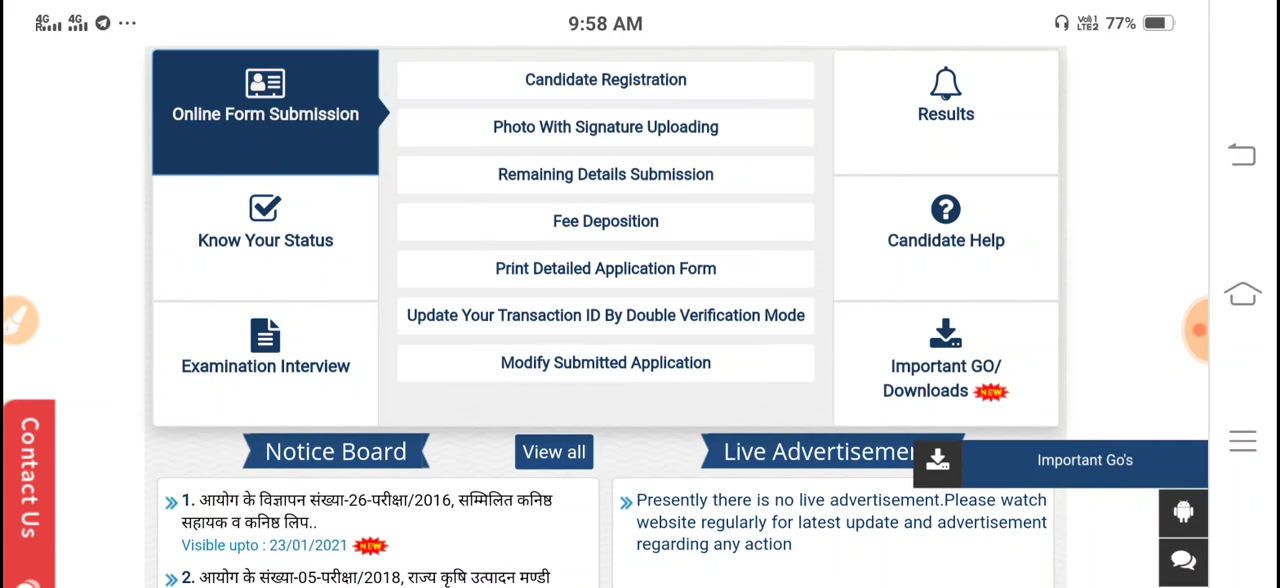 4G R 4G ... 9:58 AM Vo)) 1 LTE2 77%
Online Form Submission
Know Your Status
Examination Interview
Candidate Registration
Photo With Signature Uploading
Remaining Details Submission
Fee Deposition
Print Detailed Application Form
Update Your Transaction ID By Double Verification Mode
Modify Submitted Application
Results
Candidate Help
Important GO/
Downloads NEW
Contact Us
Notice Board
View all
1. आयोग के विज्ञापन संख्या-26-परीक्षा/2016, सम्मिलित कनिष्ठ
सहायक व कनिष्ठ लिप..
Visible upto : 23/01/2021 NEW
2. आयोग के संख्या-05-परीक्षा/2018, राज्य कृषि उत्पादन मण्डी
Live Advertisemen
Important Go's
Presently there is no live advertisement.Please watch
website regularly for latest update and advertisement
regarding any action